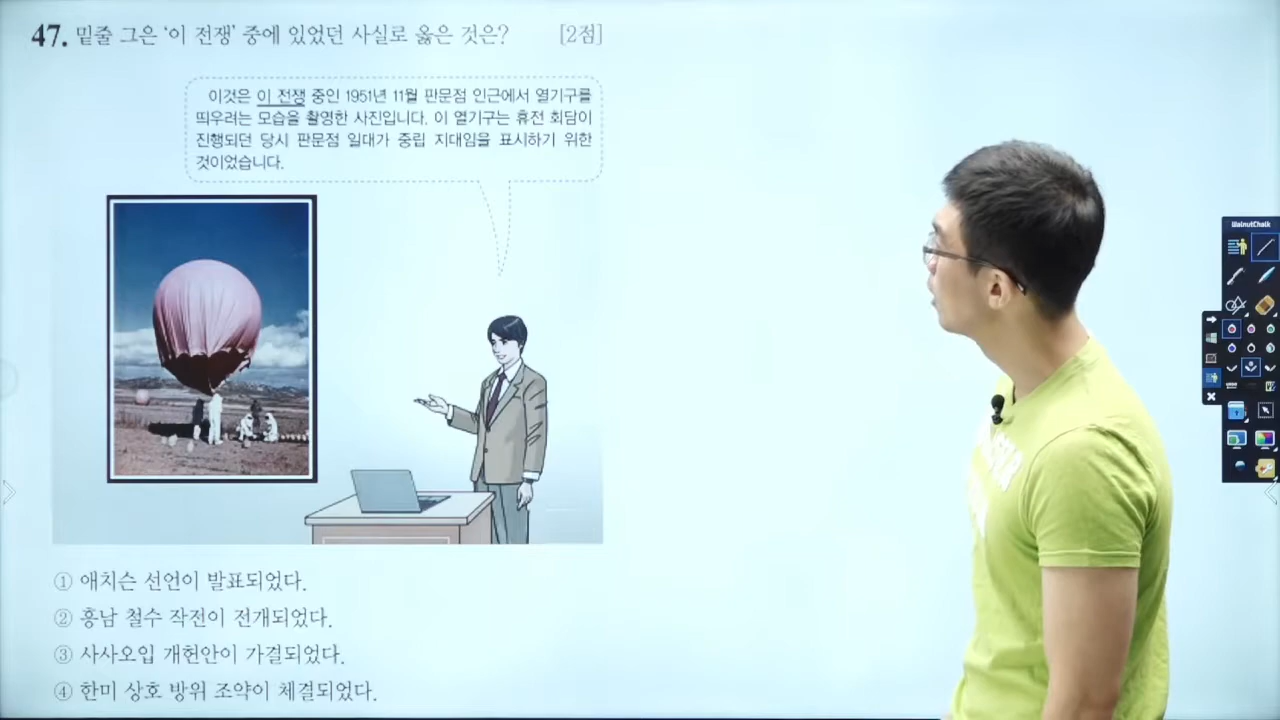 47. 밑줄 그은 '이 전쟁' 중에 있었던 사실로 옳은 것은? [2점]
이것은 이 전쟁 중인 1951년 11월 판문점 인근에서 열기구를
띄우려는 모습을 촬영한 사진입니다. 이 열기구는 휴전 회담이
진행되던 당시 판문점 일대가 중립 지대임을 표시하기 위한
것이었습니다.
① 애치슨 선언이 발표되었다.
② 흥남 철수 작전이 전개되었다.
③ 사사오입 개헌안이 가결되었다.
④ 한미 상호 방위 조약이 체결되었다.
WalnutChalk